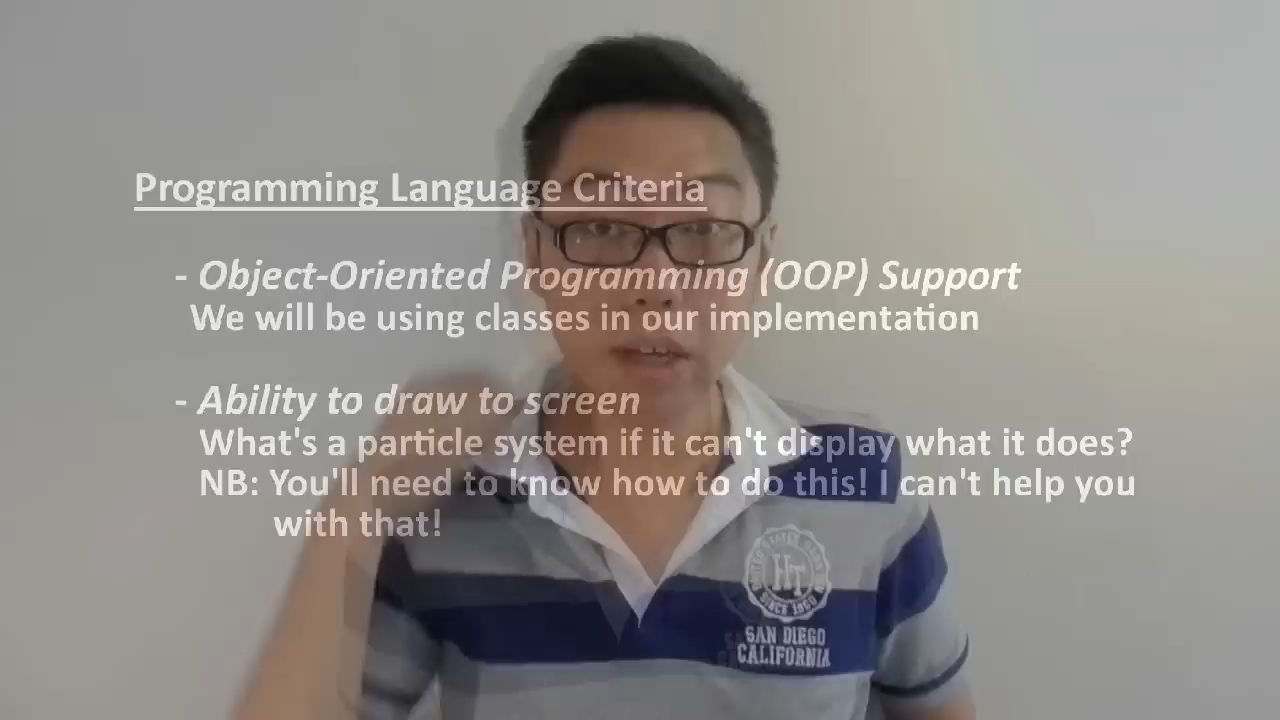 Programming Language Criteria
- Object-Oriented Programming (OOP) Support
We will be using classes in our implementation
- Ability to draw to screen
What's a particle system if it can't display what it does?
NB: You'll need to know how to do this! I can't help you
with that!
HT
SINCE 1960
SAN DIEGO
CALIFORNIA